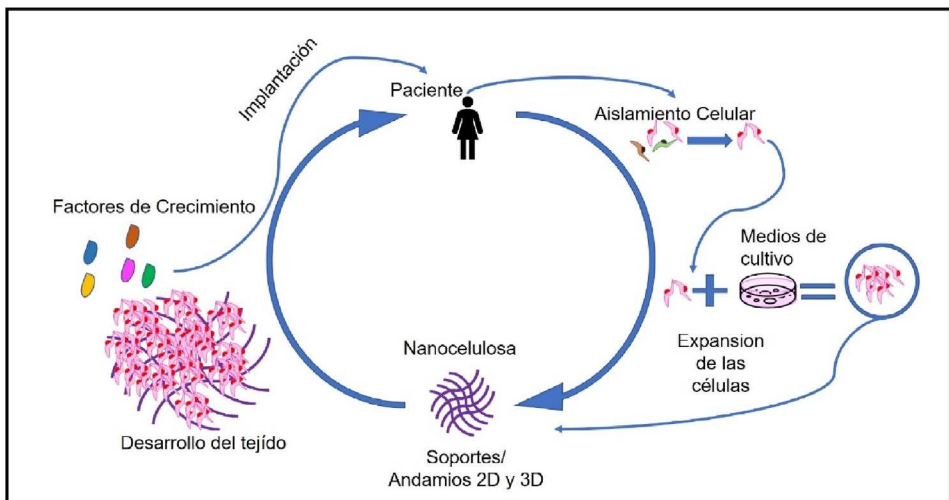 Implantación
Paciente
Aislamiento Celular
Factores de Crecimiento
Medios de
cultivo
Expansion
de las
células
Nanocelulosa
Soportes/
Andamios 2D y 3D
Desarrollo del tejído